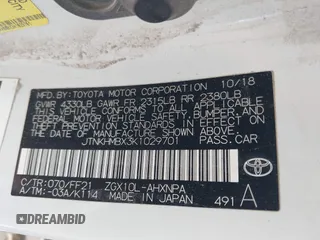 MFD. BY: TOYOTA MOTOR CORPORATION 10/18
GVWR 4330LB GAWR FR 2315LB RR 2380LB
THIS VEHICLE CONFORMS TO ALL APPLICABLE
FEDERAL MOTOR VEHICLE SAFETY, BUMPER, AND
THEFT PREVENTION STANDARDS IN EFFECT ON THE DATE
OF MANUFACTURE SHOWN ABOVE.
JTNKHMBX3K1029701 PASS.CAR
C/TR: 070/FF21 ZGX10L-AHXNPA
A/TM: -03A/K114 MADE IN JAPAN 491 A
TOYOTA